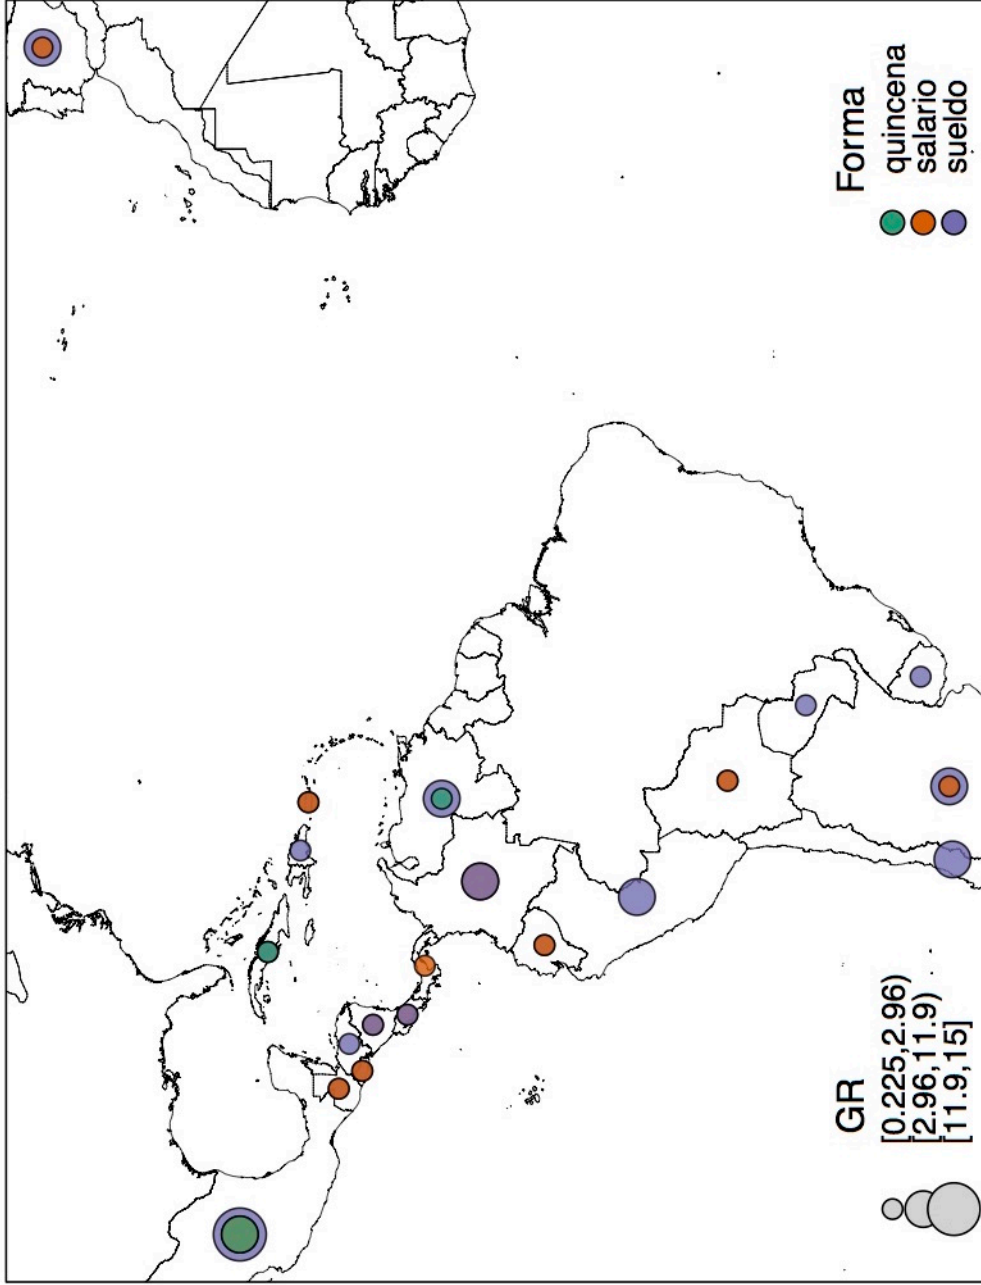 Forma
quincena
salario
sueldo
GR
[0.225,2.96)
[2.96,11.9)
[11.9,15]